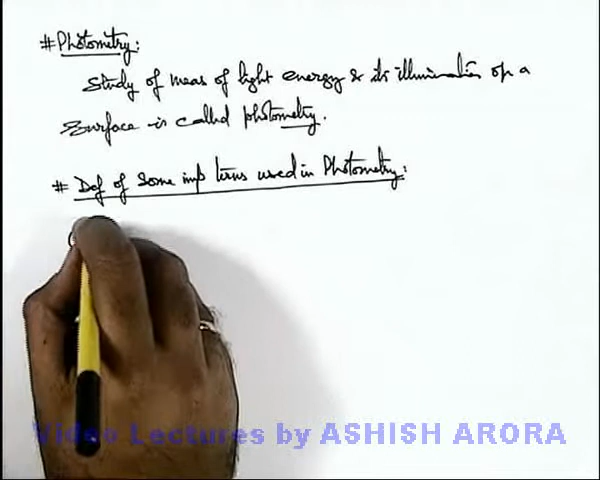 # Photometry:
Study of meas of light energy & its illumination of a
surface is called photometry.
# Def of Some imp terms used in Photometry:
Video Lectures by ASHISH ARORA